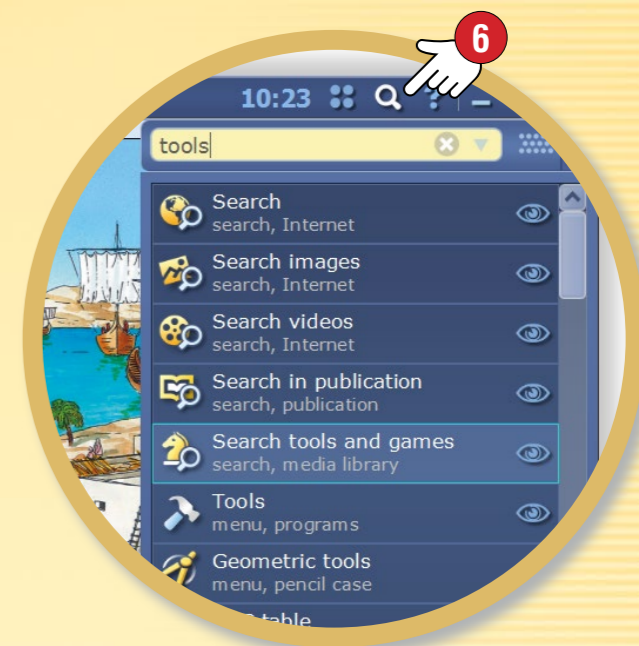 6
10:23 ?
tools
Search
search, Internet
Search images
search, Internet
Search videos
search, Internet
Search in publication
search, publication
Search tools and games
search, media library
Tools
menu, programs
Geometric tools
menu, pencil case
table